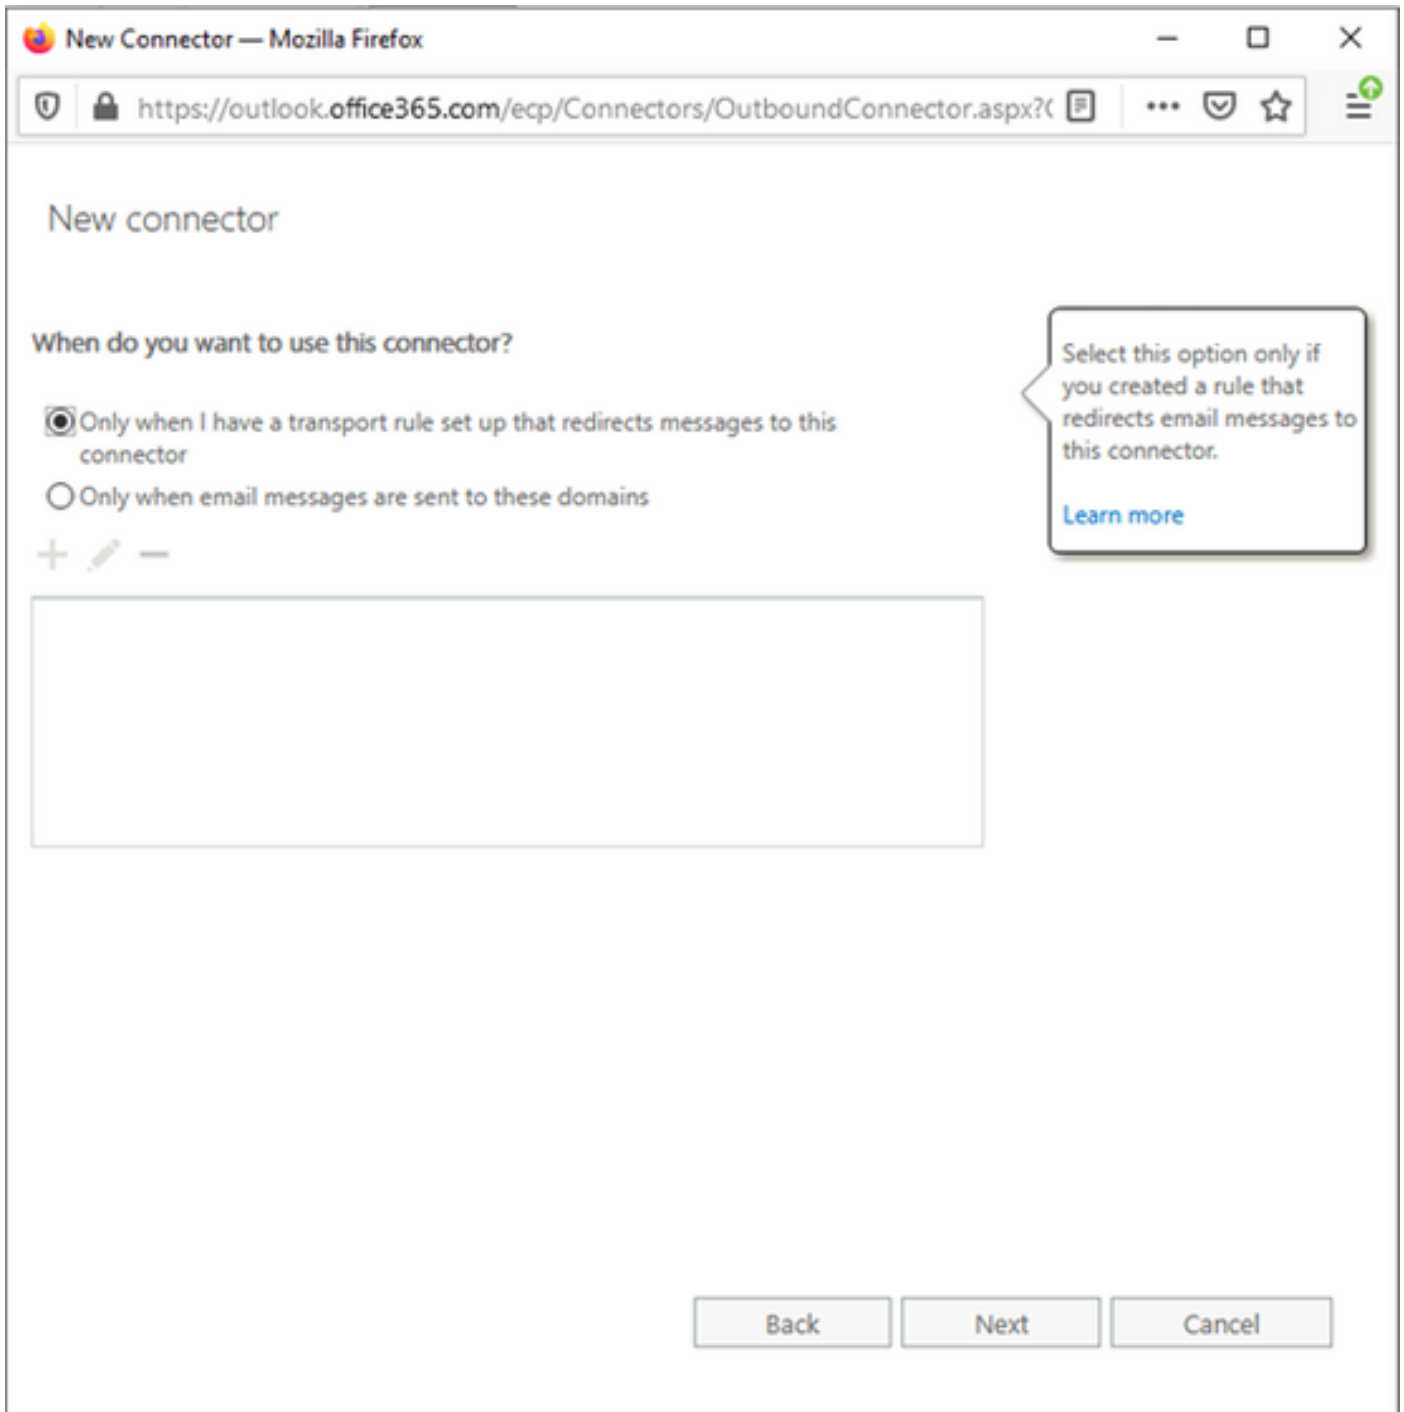 New Connector — Mozilla Firefox
https://outlook.office365.com/ecp/Connectors/OutboundConnector.aspx?(
New connector
When do you want to use this connector?
Only when I have a transport rule set up that redirects messages to this
connector
Only when email messages are sent to these domains
Select this option only if
you created a rule that
redirects email messages to
this connector.
Learn more
Back
Next
Cancel